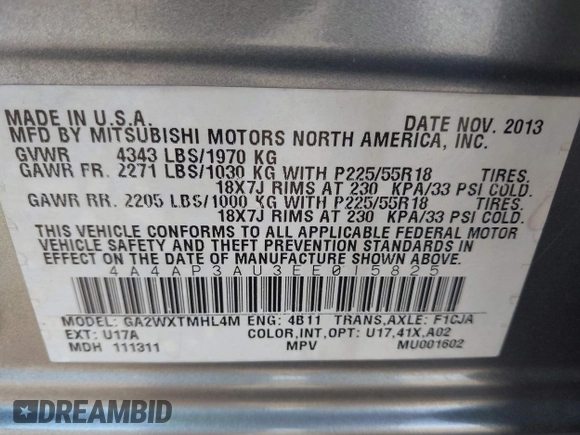 MADE IN U.S.A. DATE NOV. 2013
MFD BY MITSUBISHI MOTORS NORTH AMERICA, INC.
GVWR 4343 LBS/1970 KG
GAWR FR. 2271 LBS/1030 KG WITH P225/55R18 TIRES.
18X7J RIMS AT 230 KPA/33 PSI COLD.
GAWR RR. 2205 LBS/1000 KG WITH P225/55R18 TIRES.
18X7J RIMS AT 230 KPA/33 PSI COLD.
THIS VEHICLE CONFORMS TO ALL APPLICABLE FEDERAL MOTOR
VEHICLE SAFETY AND THEFT PREVENTION STANDARDS IN
EFFECT ON THE DATE OF MANUFACTURE SHOWN ABOVE.
4A4AP3AU3EE015825
MODEL: GA2WXTMHL4M ENG: 4B11 TRANS,AXLE: F1CJA
EXT: U17A COLOR,INT,OPT: U17,41X,A02
MDH 111311 MPV MU001602
DREAMBID